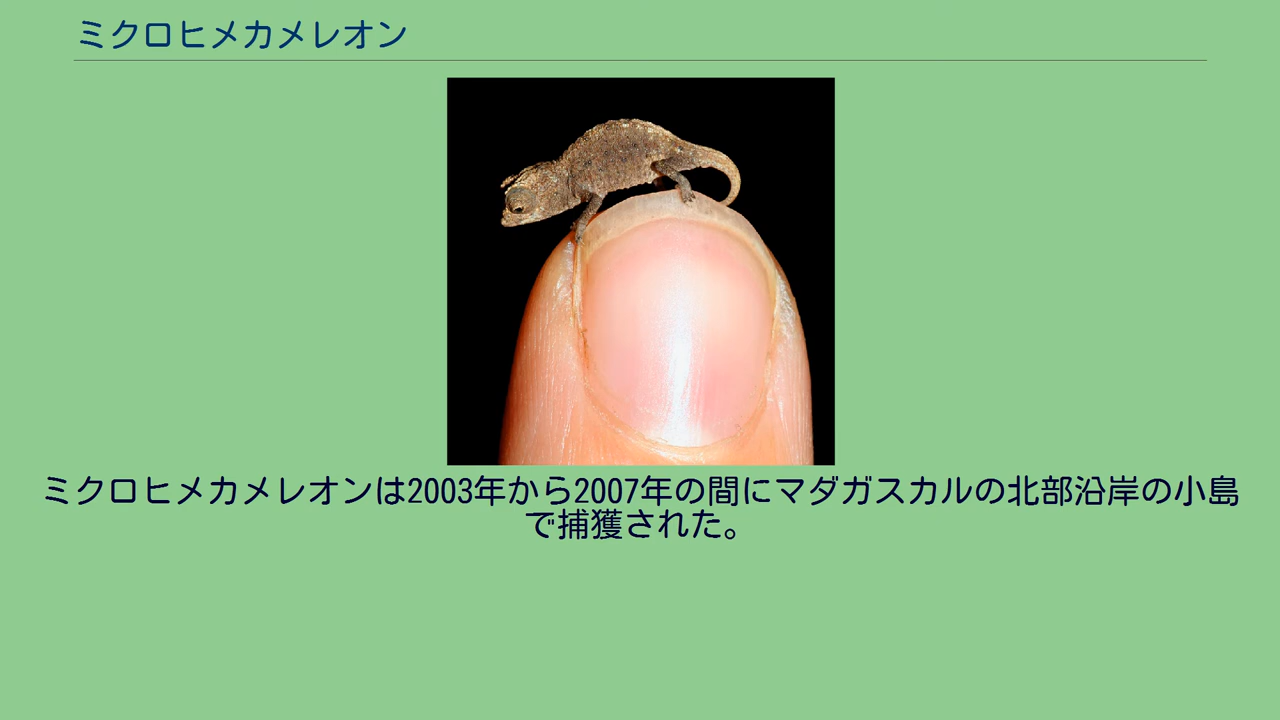 ミクロヒメカメレオン
ミクロヒメカメレオンは2003年から2007年の間にマダガスカルの北部沿岸の小島
で捕獲された。